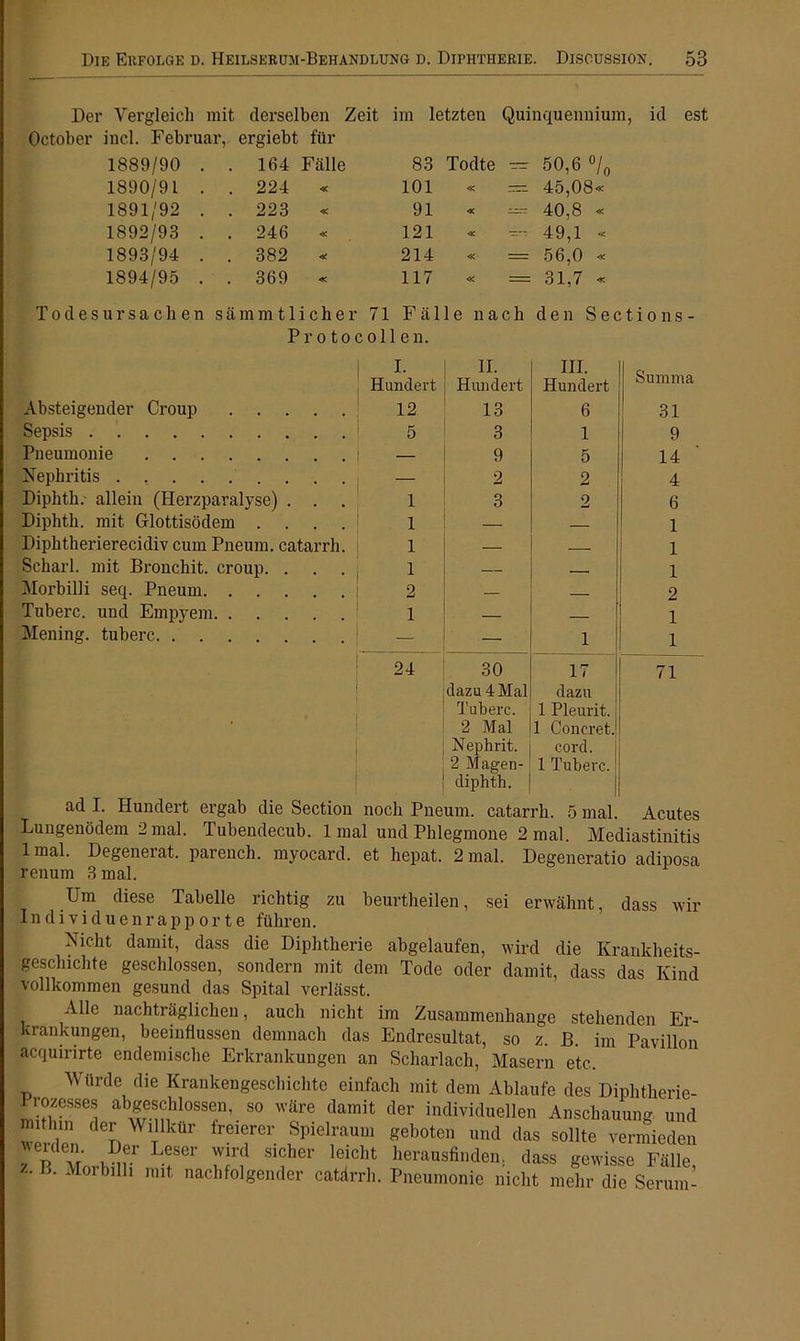 Die Erfolge d. Heilserum-Behandlung d. Diphtherie. Discussion. 53
Der Vergleich mit derselben Zeit im letzten Quinquennium, id est
October incl. Februar, ergiebt für
1889/90 . . 164 Fälle 83 Todte = 50,6 %
1890/91 . . 224 « 101 « = 45,08«
1891/92 . . 223 « 91 « = 40,8 «
1892/93 . . 246 « 121 « = 49,1 «
1893/94 . . 382 « 214 « = 56,0 «
1894/95 . . 369 « 117 « = 31,7 «
Todesursachen sämmtlicher 71 Fälle nach den Sections-
Protocollen.
I. Hundert II. Hundert III. Hundert Summa
Absteigender Croup . . . . . 12 13 6 31
Sepsis . . . . . . . . . . . 5 3 1 9
Pneumonie . . . . . . . . — 9 5 14
Nephritis . . . . . . . . . — 2 2 4
Diphth. allein (Herzparalyse) . . . 1 3 2 6
Diphth. mit Glottisödem . . . . 1 — — 1
Diphtherierecidiv cum Pneum. catarrh. 1 — — 1
Scharl. mit Bronchit. croup. . . . 1 — — 1
Morbilli seq. Pneum. . . . . . 2 — — 2
Tuberc. und Empyem. . . . . . 1 — — 1
Mening. tuberc. . . . . . . . — — 1 1
24 30 17 71
dazu 4 Mal dazu
Tuberc. 1 Pleurit.
2 Mal 1 Concret.
Nephrit. cord.
2 Magen- 1 Tuberc.
diphth.
ad I. Hundert ergab die Section noch Pneum. catarrh. 5 mal. Acutes
Lungenödem 2 mal. Tubendecub. 1 mal und Phlegmone 2 mal. Mediastinitis
1 mal. Degenerat. parench. myocard. et hepat. 2 mal. Degeneratio adiposa
renum 3 mal.
Um diese Tabelle richtig zu beurtheilen, sei erwähnt, dass wir
Individuenrapporte führen.
Nicht damit, dass die Diphtherie abgelaufen, wird die Krankheits-
geschichte geschlossen, sondern mit dem Tode oder damit, dass das Kind
vollkommen gesund das Spital verlässt.
Alle nachträglichen, auch nicht im Zusammenhange stehenden Er-
krankungen, beeinflussen demnach das Endresultat, so z. B. im Pavillon
acquirirte endemische Erkrankungen an Scharlach, Masern etc.
Würde die Krankengeschichte einfach mit dem Ablaufe des Diphtherie-
Prozesses abgeschlossen, so wäre damit der individuellen Anschauung und
mithin der Willkür freierer Spielraum geboten und das sollte vermieden
werden. Der Leser wird sicher leicht herausfinden, dass gewisse Fälle,
z. B. Morbilli mit nachfolgender catárrh. Pneumonie nicht mehr die Serum-